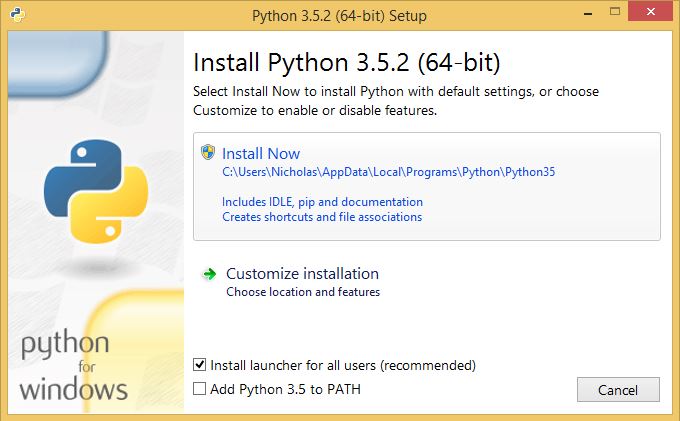 Python 3.5.2 (64-bit) Setup
Install Python 3.5.2 (64-bit)
Select Install Now to install Python with default settings, or choose
Customize to enable or disable features.
Install Now
C:\Users\Nicholas\AppData\Local\Programs\Python\Python35
Includes IDLE, pip and documentation
Creates shortcuts and file associations
Customize installation
Choose location and features
python
for
windows
Install launcher for all users (recommended)
Add Python 3.5 to PATH
Cancel